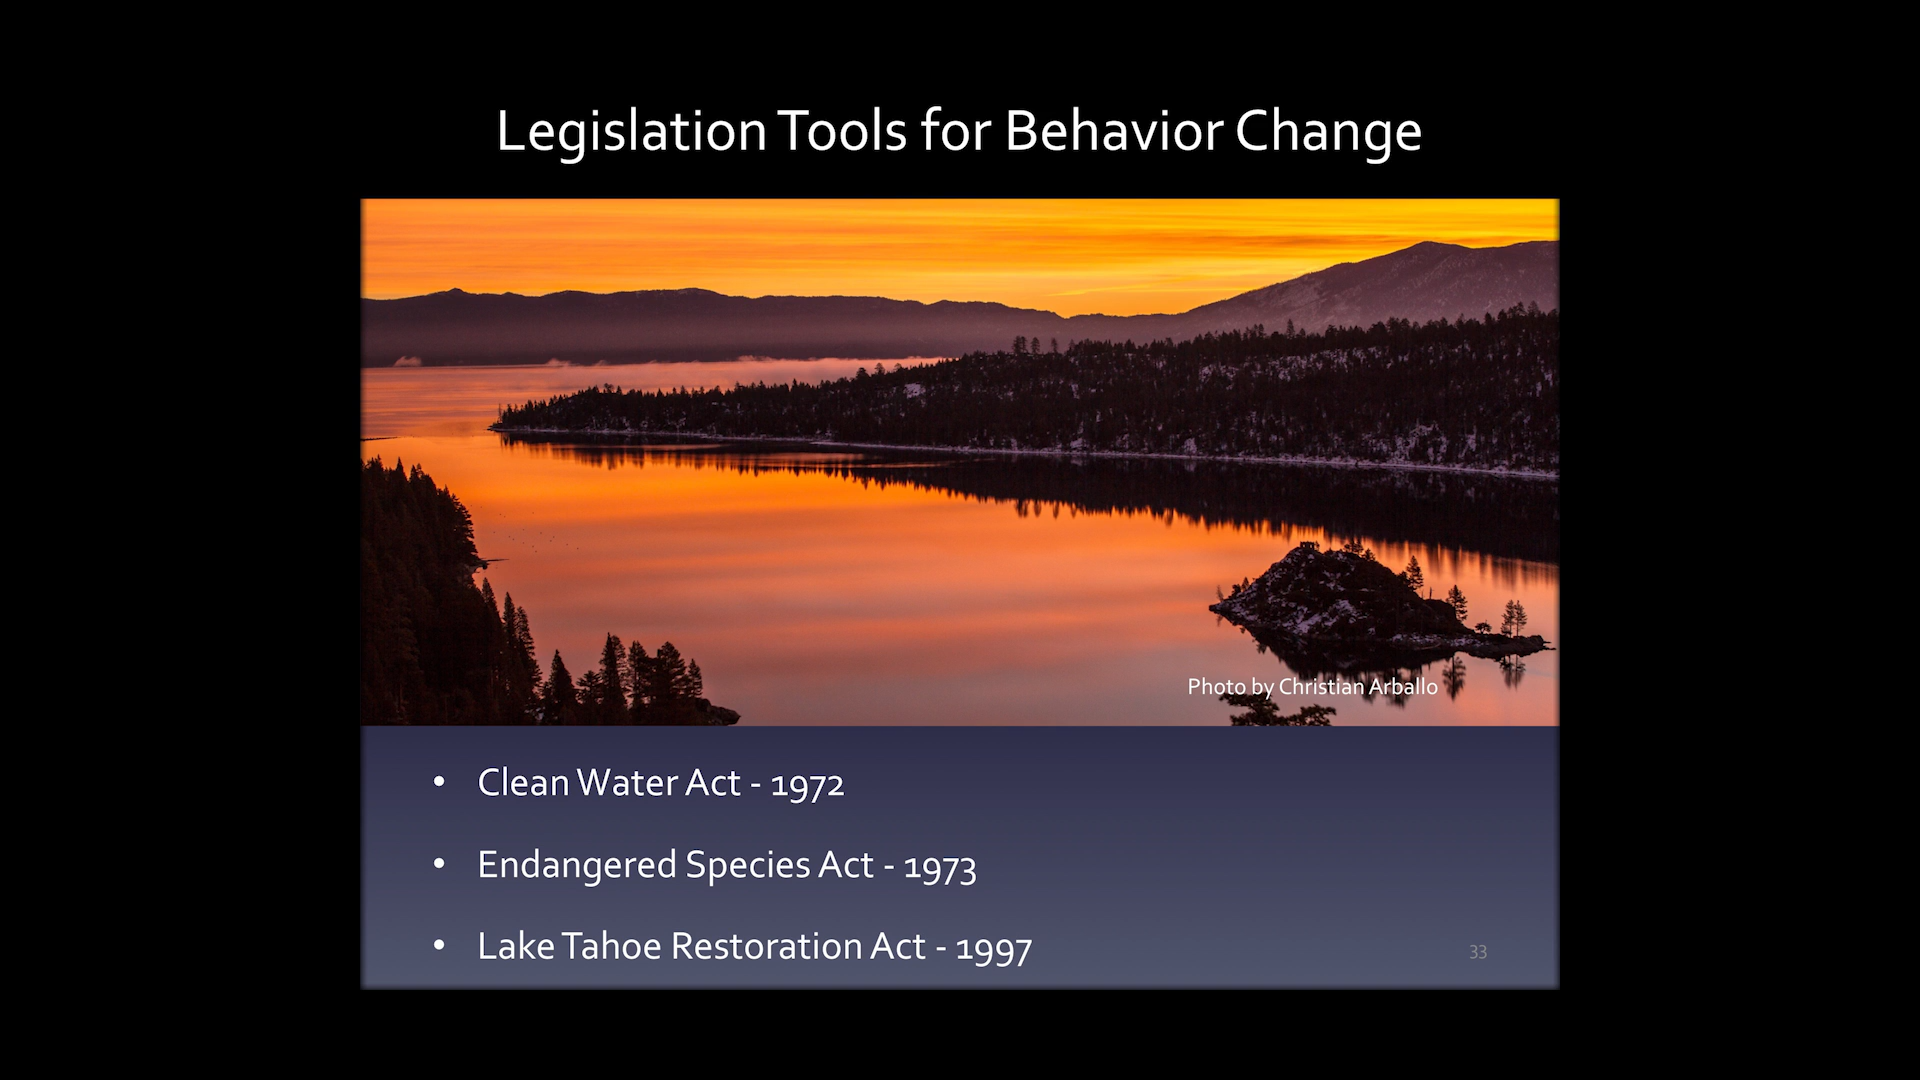 Legislation Tools for Behavior Change
Photo by Christian Arballo
• Clean Water Act - 1972
• Endangered Species Act - 1973
• Lake Tahoe Restoration Act - 1997
33